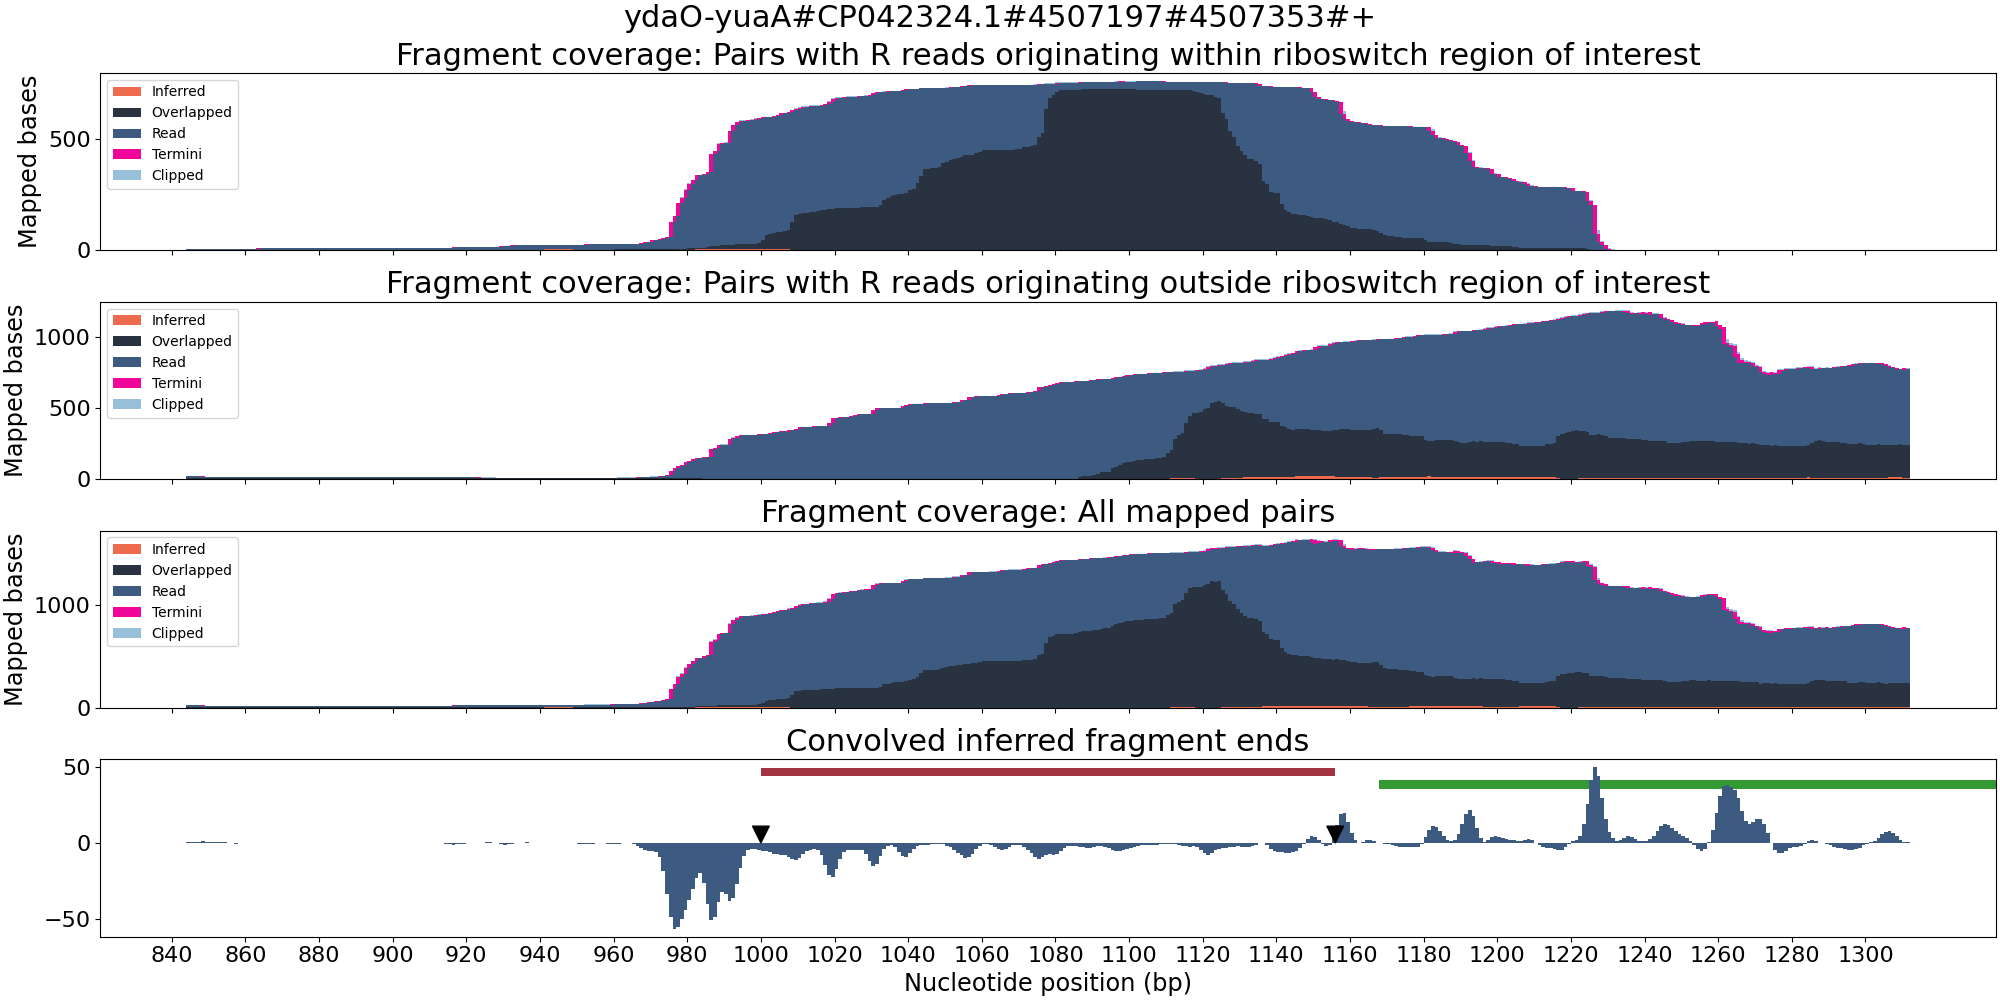 ydaO-yuaA#CP042324.1#4507197#4507353#+
Fragment coverage: Pairs with R reads originating within riboswitch region of interest
Mapped bases
500
0
Inferred
Overlapped
Read
Termini
Clipped
Fragment coverage: Pairs with R reads originating outside riboswitch region of interest
Mapped bases
1000
500
0
Inferred
Overlapped
Read
Termini
Clipped
Fragment coverage: All mapped pairs
Mapped bases
1000
0
Inferred
Overlapped
Read
Termini
Clipped
Convolved inferred fragment ends
50
0
−50
840 860 880 900 920 940 960 980 1000 1020 1040 1060 1080 1100 1120 1140 1160 1180 1200 1220 1240 1260 1280 1300
Nucleotide position (bp)